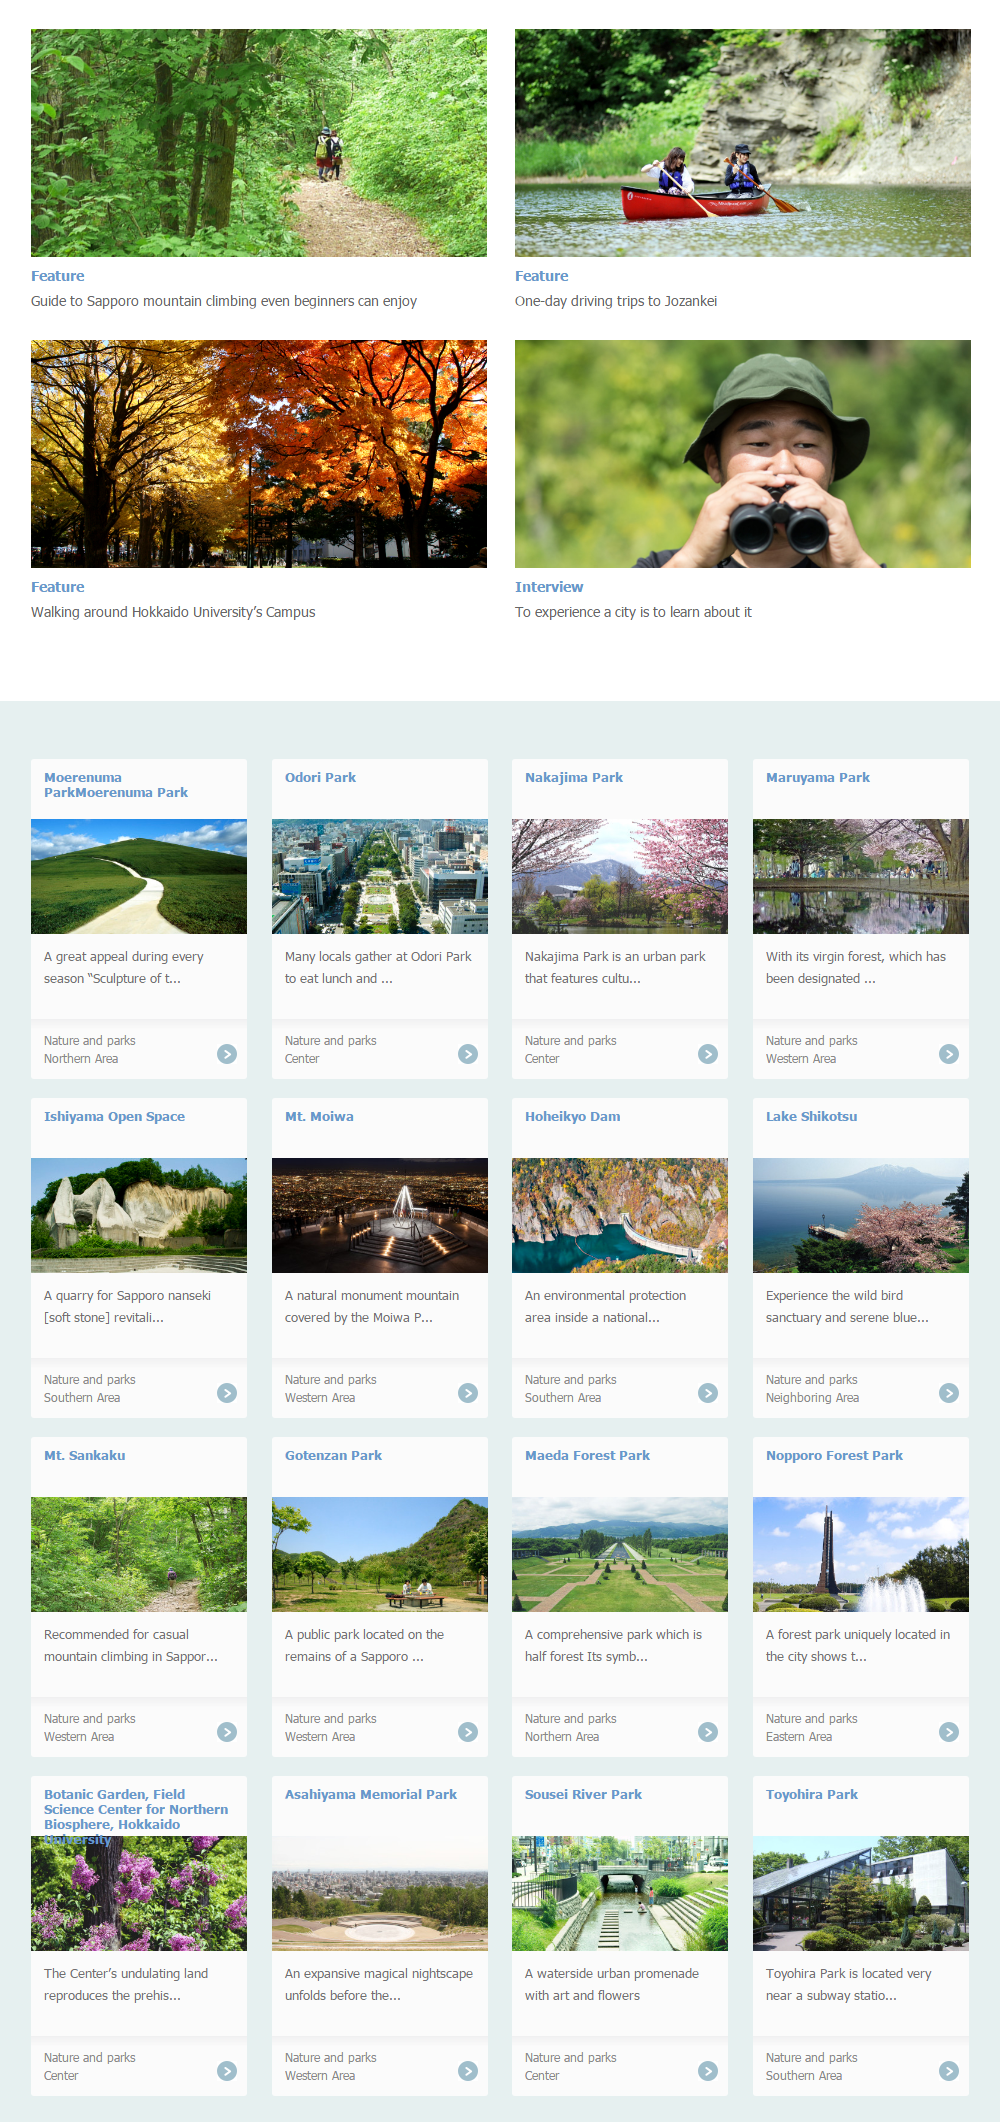 Feature
Guide to Sapporo mountain climbing even beginners can enjoy
Feature
One-day driving trips to Jozankei
Feature
Walking around Hokkaido University’s Campus
Interview
To experience a city is to learn about it
Moerenuma
ParkMoerenuma Park
A great appeal during every
season “Sculpture of t...
Nature and parks
Northern Area
Odori Park
Many locals gather at Odori Park
to eat lunch and ...
Nature and parks
Center
Nakajima Park
Nakajima Park is an urban park
that features cultu...
Nature and parks
Center
Maruyama Park
With its virgin forest, which has
been designated ...
Nature and parks
Western Area
Ishiyama Open Space
A quarry for Sapporo nanseki
[soft stone] revitali...
Nature and parks
Southern Area
Mt. Moiwa
A natural monument mountain
covered by the Moiwa P...
Nature and parks
Western Area
Hoheikyo Dam
An environmental protection
area inside a national...
Nature and parks
Southern Area
Lake Shikotsu
Experience the wild bird
sanctuary and serene blue...
Nature and parks
Neighboring Area
Mt. Sankaku
Recommended for casual
mountain climbing in Sappor...
Nature and parks
Western Area
Gotenzan Park
A public park located on the
remains of a Sapporo ...
Nature and parks
Western Area
Maeda Forest Park
A comprehensive park which is
half forest Its symb...
Nature and parks
Northern Area
Nopporo Forest Park
A forest park uniquely located in
the city shows t...
Nature and parks
Eastern Area
Botanic Garden, Field
Science Center for Northern
Biosphere, Hokkaido
University
The Center’s undulating land
reproduces the prehis...
Nature and parks
Center
Asahiyama Memorial Park
An expansive magical nightscape
unfolds before the...
Nature and parks
Western Area
Sousei River Park
A waterside urban promenade
with art and flowers
Nature and parks
Center
Toyohira Park
Toyohira Park is located very
near a subway statio...
Nature and parks
Southern Area